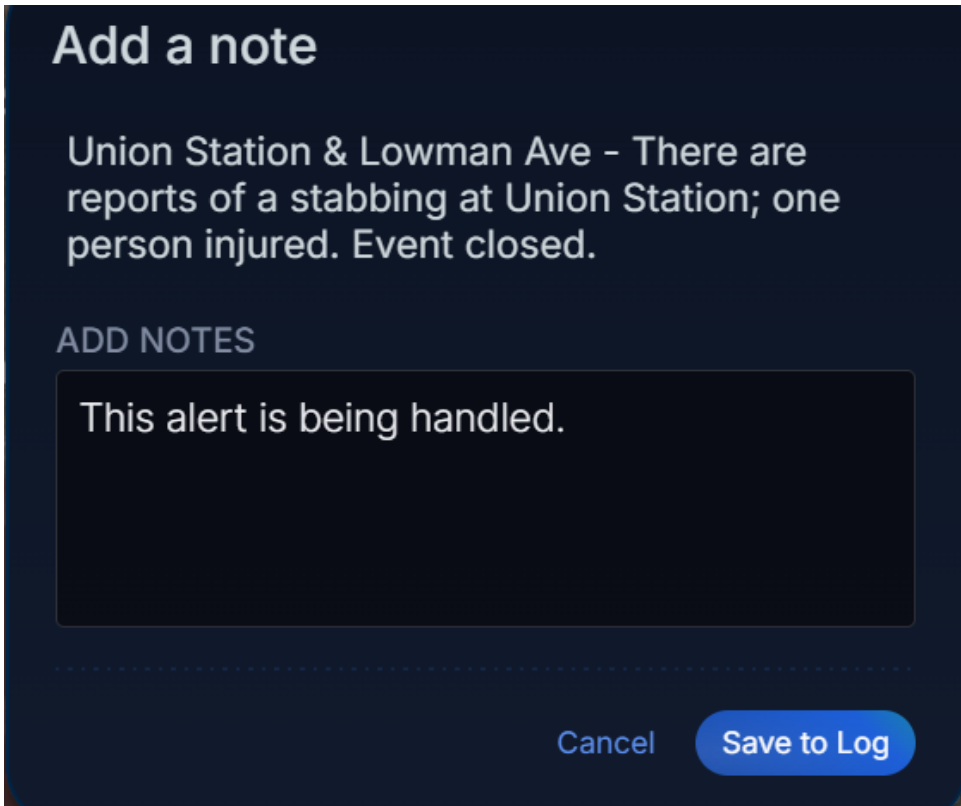 Add a note
Union Station & Lowman Ave - There are
reports of a stabbing at Union Station; one
person injured. Event closed.
ADD NOTES
This alert is being handled.
Cancel
Save to Log